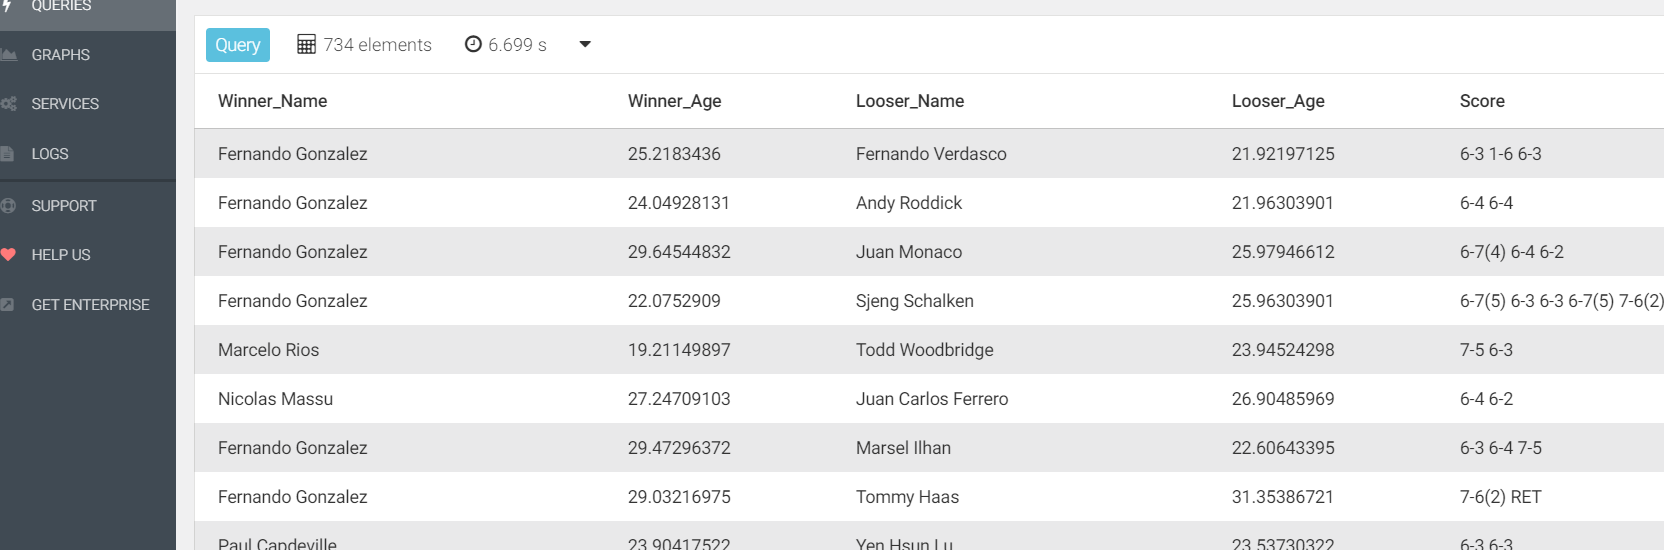 QUERIES
GRAPHS
SERVICES
LOGS
SUPPORT
HELP US
GET ENTERPRISE
Query 734 elements 6.699 s
Winner_Name Winner_Age Looser_Name Looser_Age Score
Fernando Gonzalez 25.2183436 Fernando Verdasco 21.92197125 6-3 1-6 6-3
Fernando Gonzalez 24.04928131 Andy Roddick 21.96303901 6-4 6-4
Fernando Gonzalez 29.64544832 Juan Monaco 25.97946612 6-7(4) 6-4 6-2
Fernando Gonzalez 22.0752909 Sjeng Schalken 25.96303901 6-7(5) 6-3 6-3 6-7(5) 7-6(2)
Marcelo Rios 19.21149897 Todd Woodbridge 23.94524298 7-5 6-3
Nicolas Massu 27.24709103 Juan Carlos Ferrero 26.90485969 6-4 6-2
Fernando Gonzalez 29.47296372 Marsel Ilhan 22.60643395 6-3 6-4 7-5
Fernando Gonzalez 29.03216975 Tommy Haas 31.35386721 7-6(2) RET
Paul Capdeville 23.90417522 Yen Hsun Lu 23.53730322 6-3 6-3